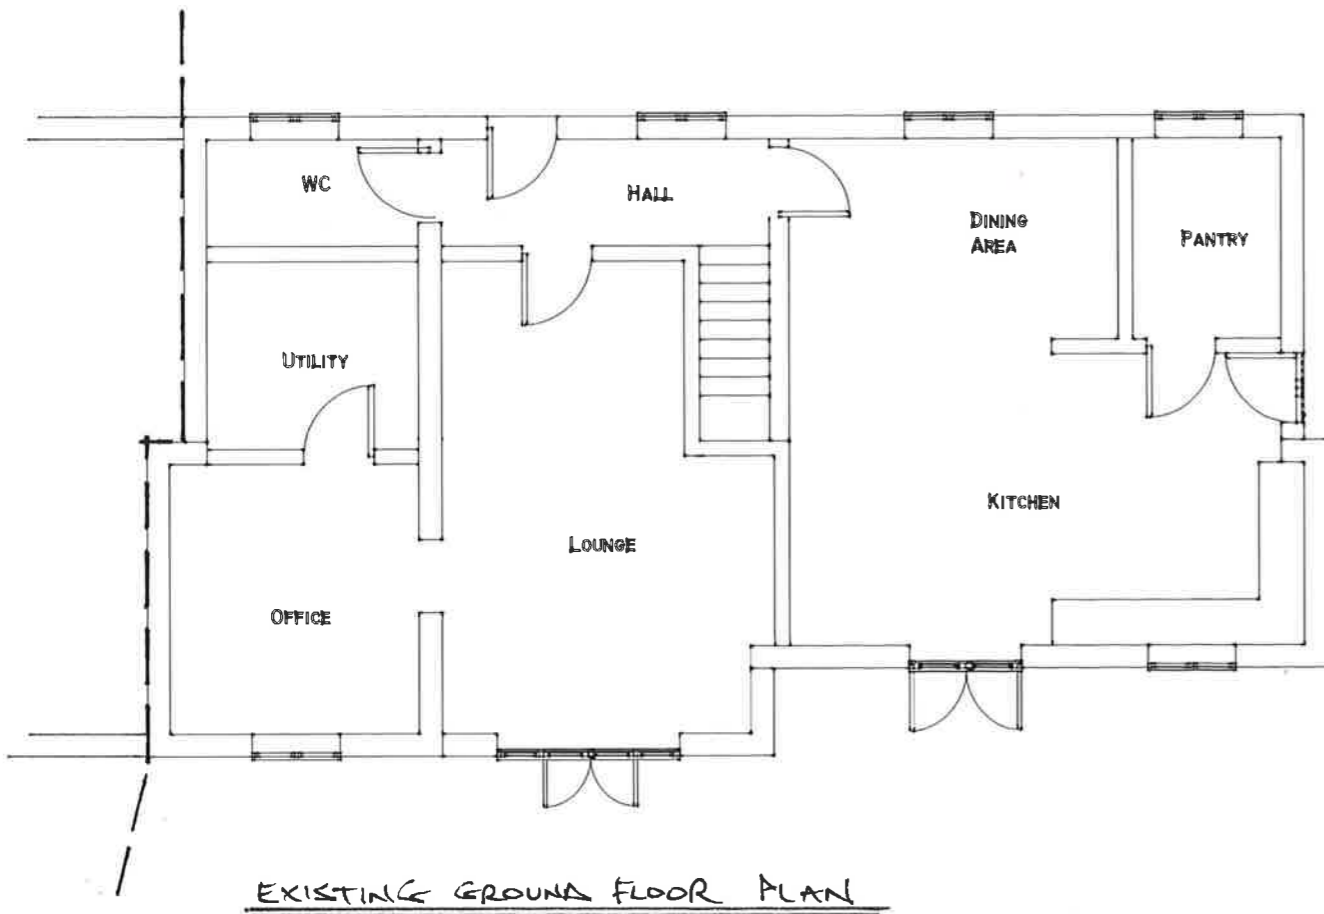 WC
HALL
DINING
AREA
PANTRY
UTILITY
KITCHEN
LOUNGE
OFFICE
EXISTING GROUND FLOOR PLAN